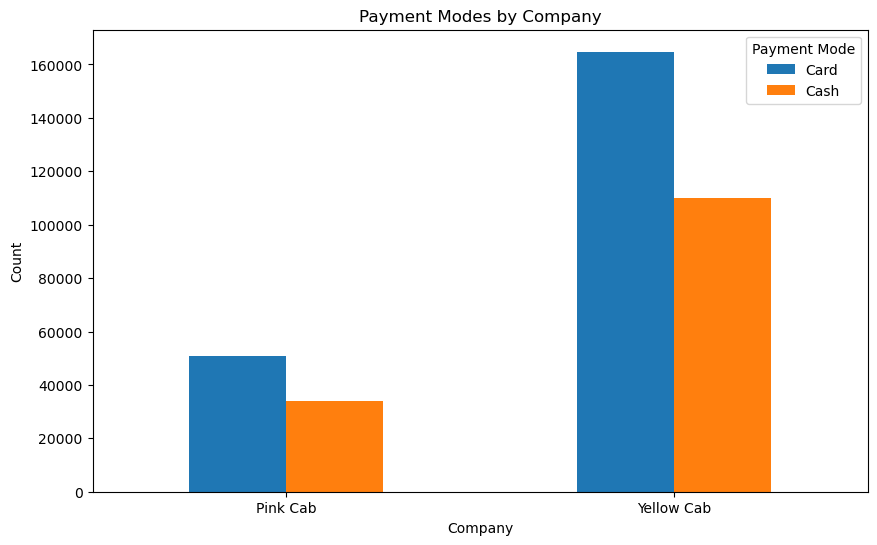 Payment Modes by Company
Payment Mode
Card
Cash
160000
140000
120000
100000
80000
60000
40000
20000
0
Count
Pink Cab
Yellow Cab
Company